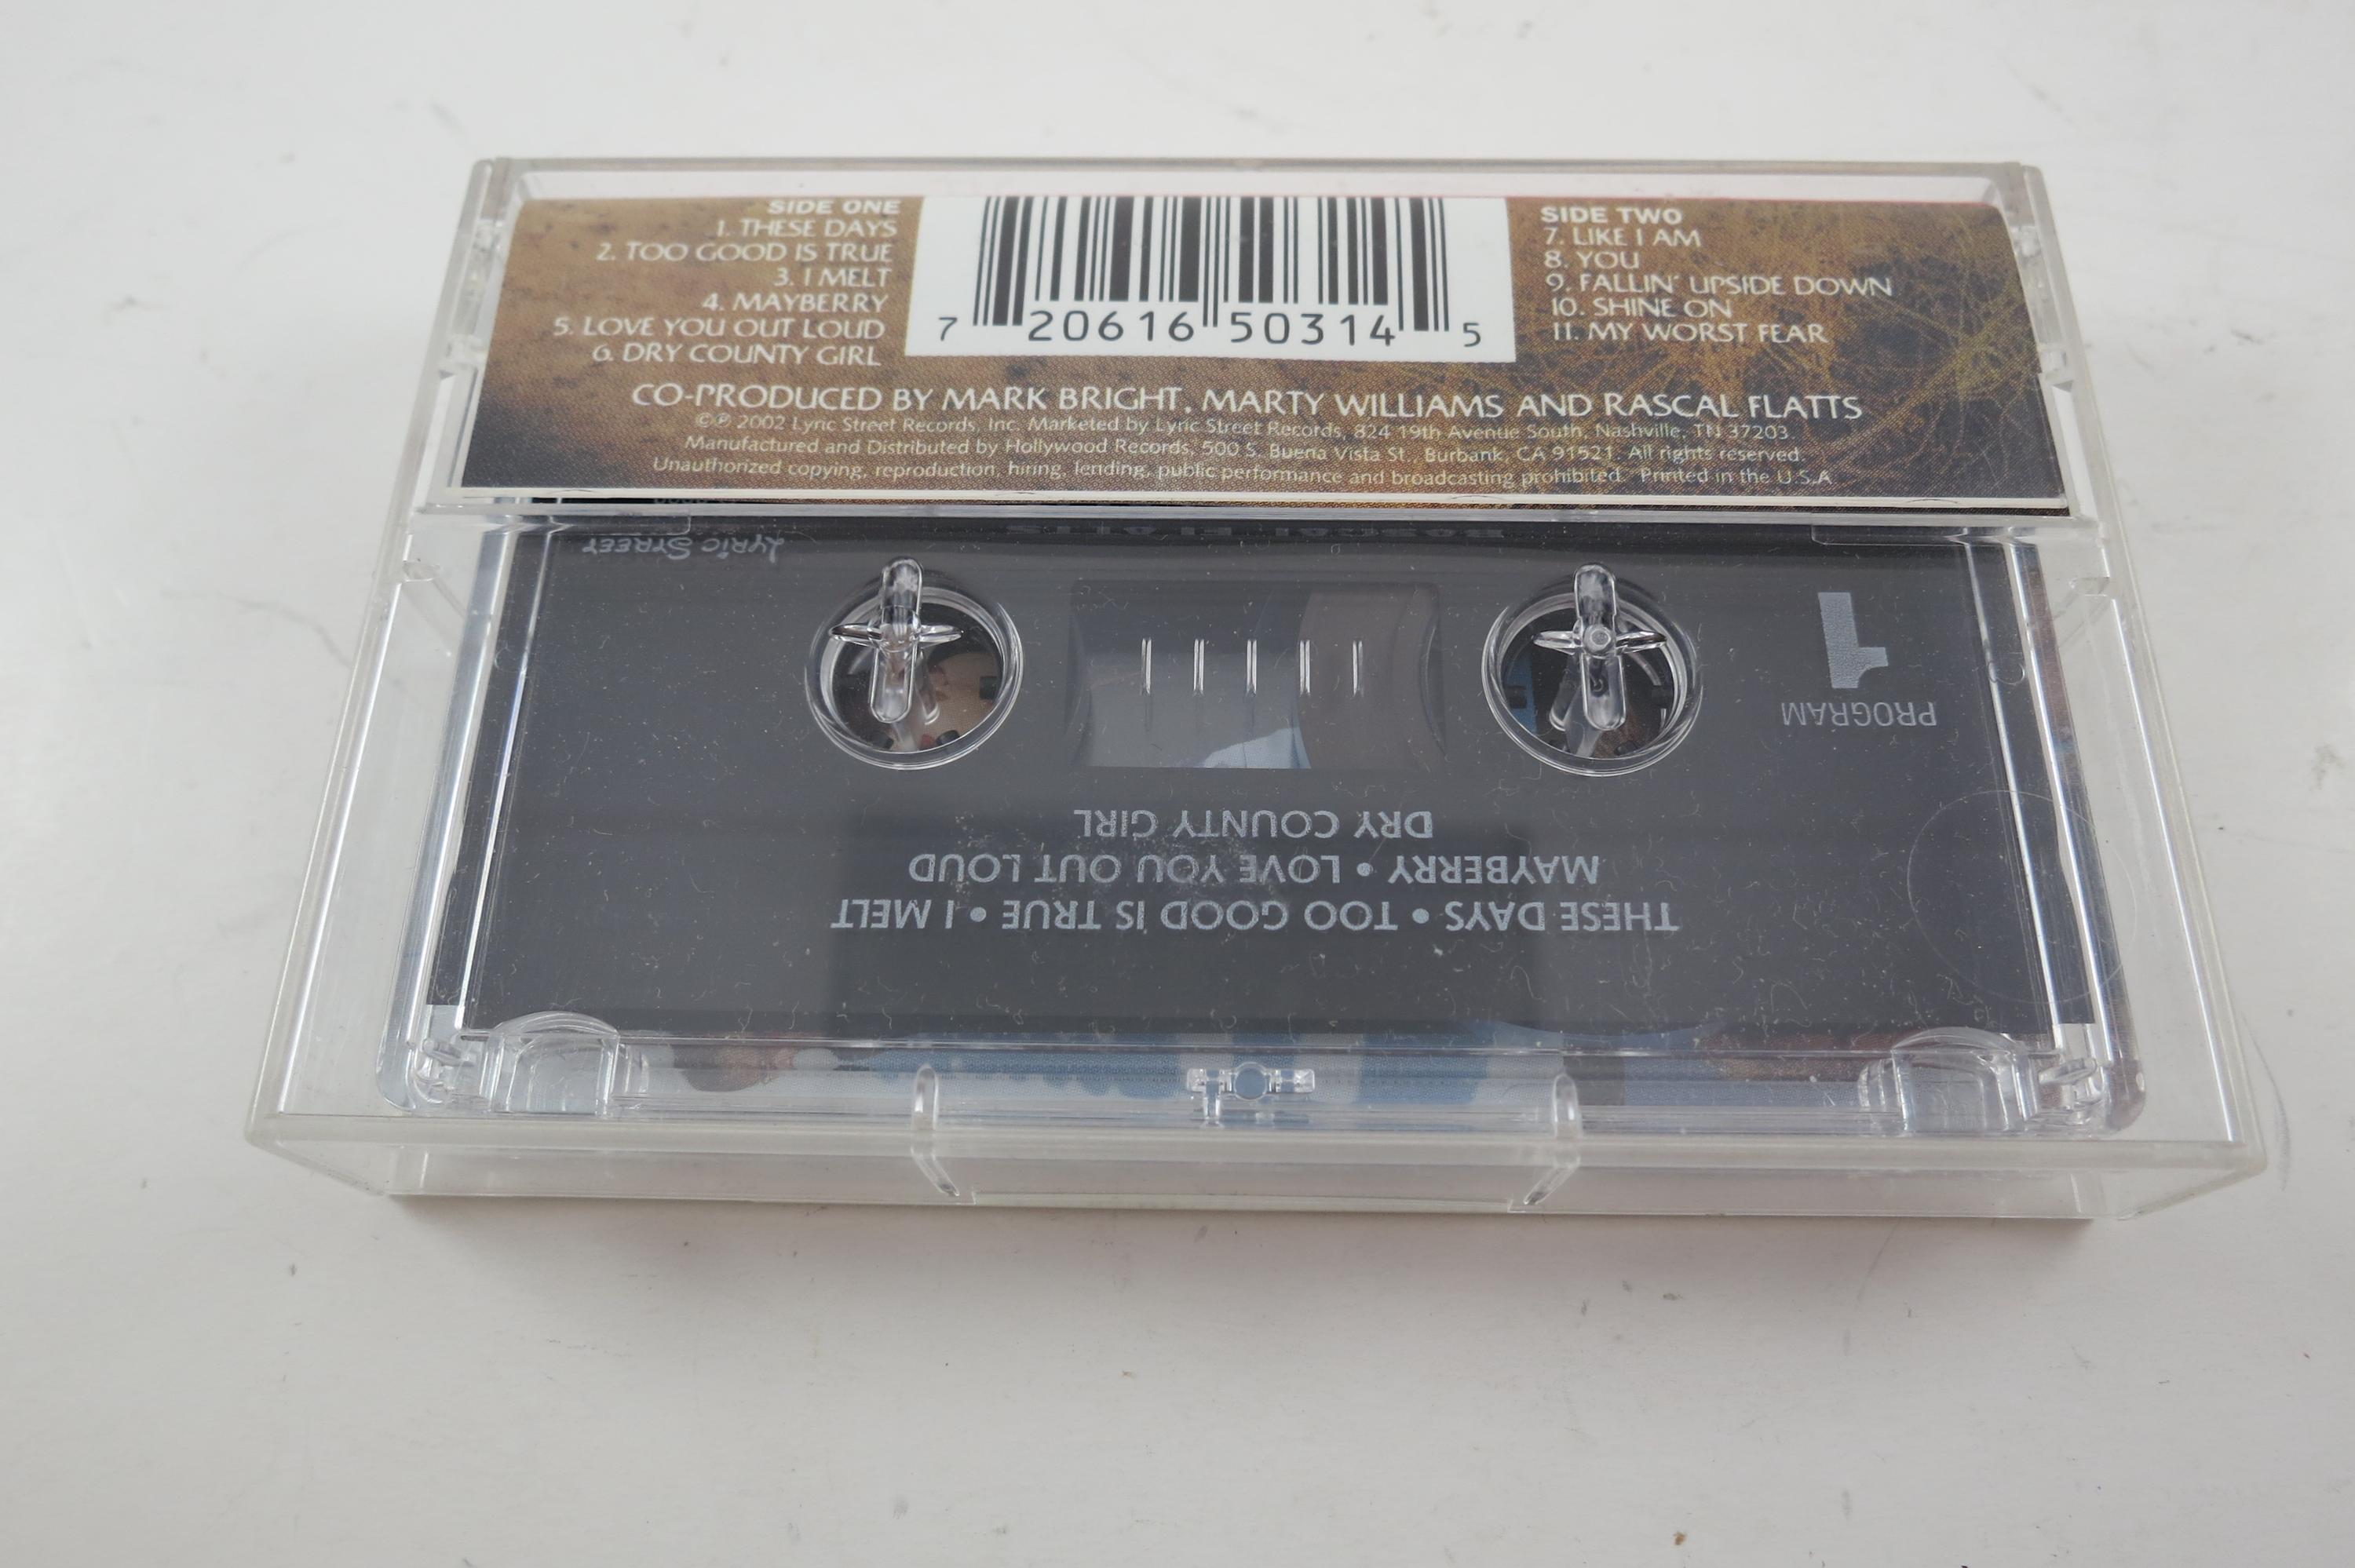 SIDE ONE
1. THESE DAYS
2. TOO GOOD IS TRUE
3. I MELT
4. MAYBERRY
5. LOVE YOU OUT LOUD
6. DRY COUNTY GIRL
7 20616 50314 5
SIDE TWO
7. LIKE I AM
8. YOU
9. FALLIN' UPSIDE DOWN
10. SHINE ON
11. MY WORST FEAR
CO-PRODUCED BY MARK BRIGHT, MARTY WILLIAMS AND RASCAL FLATTS
©℗ 2002 Lyric Street Records, Inc. Marketed by Lyric Street Records, 824 19th Avenue South, Nashville, TN 37203.
Manufactured and Distributed by Hollywood Records, 500 S. Buena Vista St., Burbank, CA 91521. All rights reserved.
Unauthorized copying, reproduction, hiring, lending, public performance and broadcasting prohibited. Printed in the U.S.A.
THESE DAYS • TOO GOOD IS TRUE • I MELT
MAYBERRY • LOVE YOU OUT LOUD
DRY COUNTY GIRL
PROGRAM
1
RASCAL FLATTS
LYRIC STREET